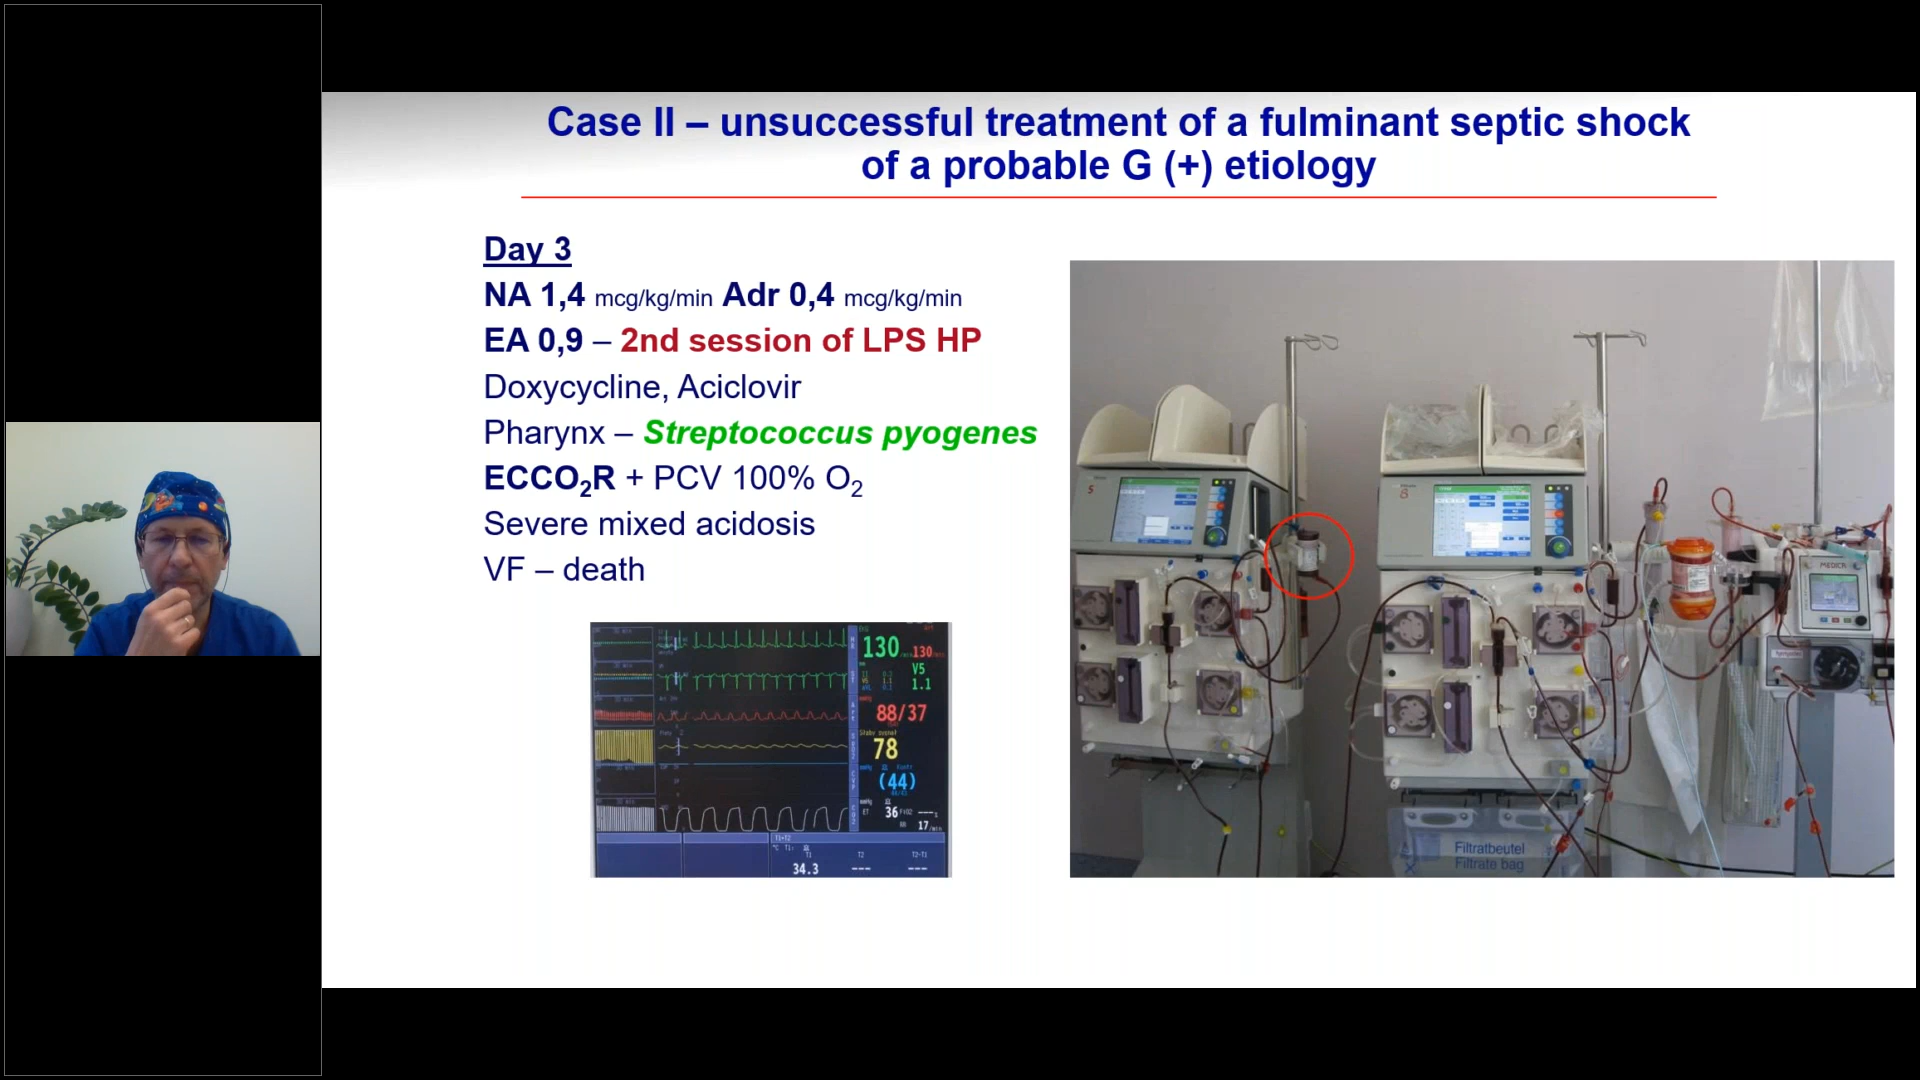 Case II – unsuccessful treatment of a fulminant septic shock
of a probable G (+) etiology
Day 3
NA 1,4 mcg/kg/min Adr 0,4 mcg/kg/min
EA 0,9 – 2nd session of LPS HP
Doxycycline, Aciclovir
Pharynx – Streptococcus pyogenes
ECCO₂R + PCV 100% O₂
Severe mixed acidosis
VF – death
130
130
V5
1.1
88/37
78
(44)
36
17
34.3
5
8
MEDICA
Filtratbeutel
Filtrate bag